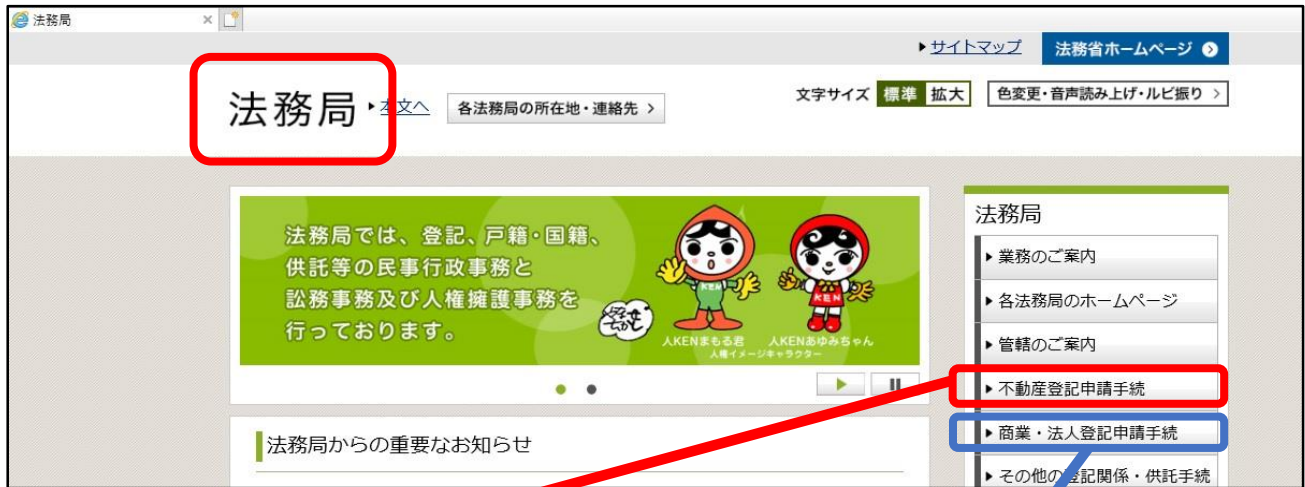 法務局
サイトマップ
法務省ホームページ
法務局
本文へ
各法務局の所在地・連絡先
文字サイズ 標準 拡大
色変更・音声読み上げ・ルビ振り
法務局では、登記、戸籍・国籍、
供託等の民事行政事務と
訟務事務及び人権擁護事務を
行っております。
KEN
KEN
人KENまもる君
人KENあゆみちゃん
人権イメージキャラクター
法務局からの重要なお知らせ
法務局
業務のご案内
各法務局のホームページ
管轄のご案内
不動産登記申請手続
商業・法人登記申請手続
その他の登記関係・供託手続